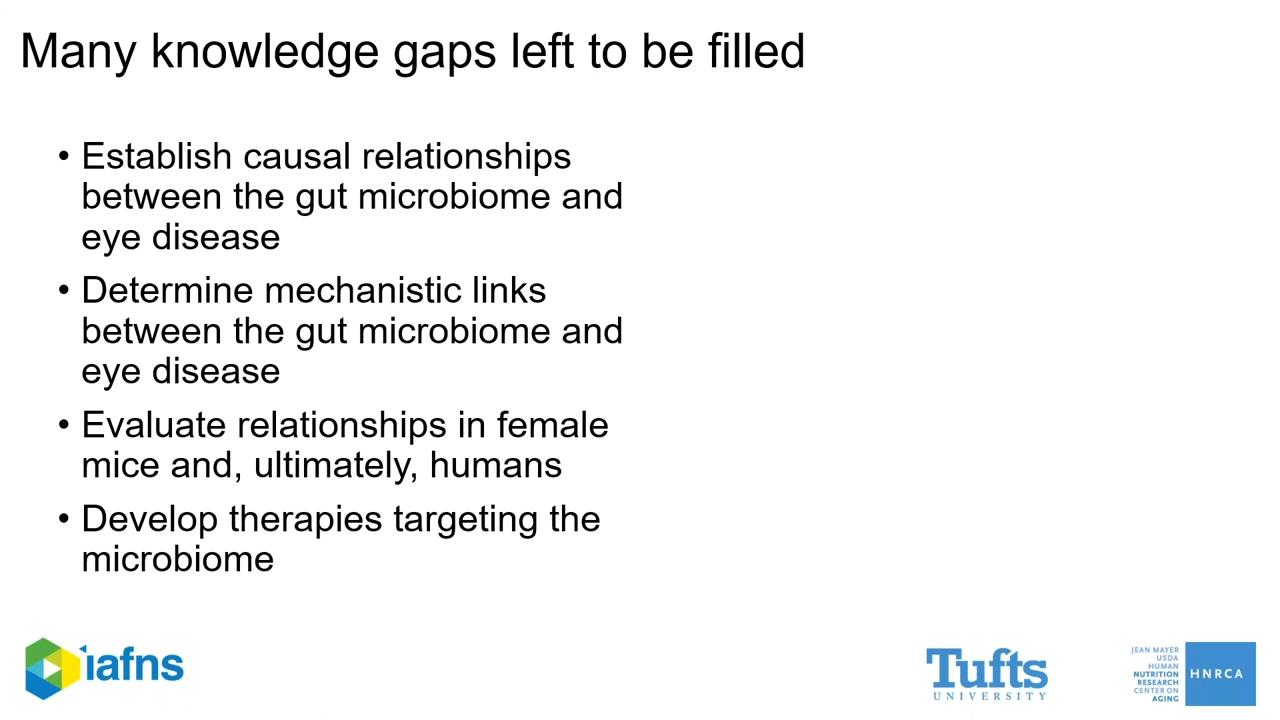 Many knowledge gaps left to be filled
• Establish causal relationships
between the gut microbiome and
eye disease
• Determine mechanistic links
between the gut microbiome and
eye disease
• Evaluate relationships in female
mice and, ultimately, humans
• Develop therapies targeting the
microbiome
iafns
Tufts
UNIVERSITY
JEAN MAYER
USDA
HUMAN
NUTRITION
RESEARCH
CENTER ON
AGING
HNRCA